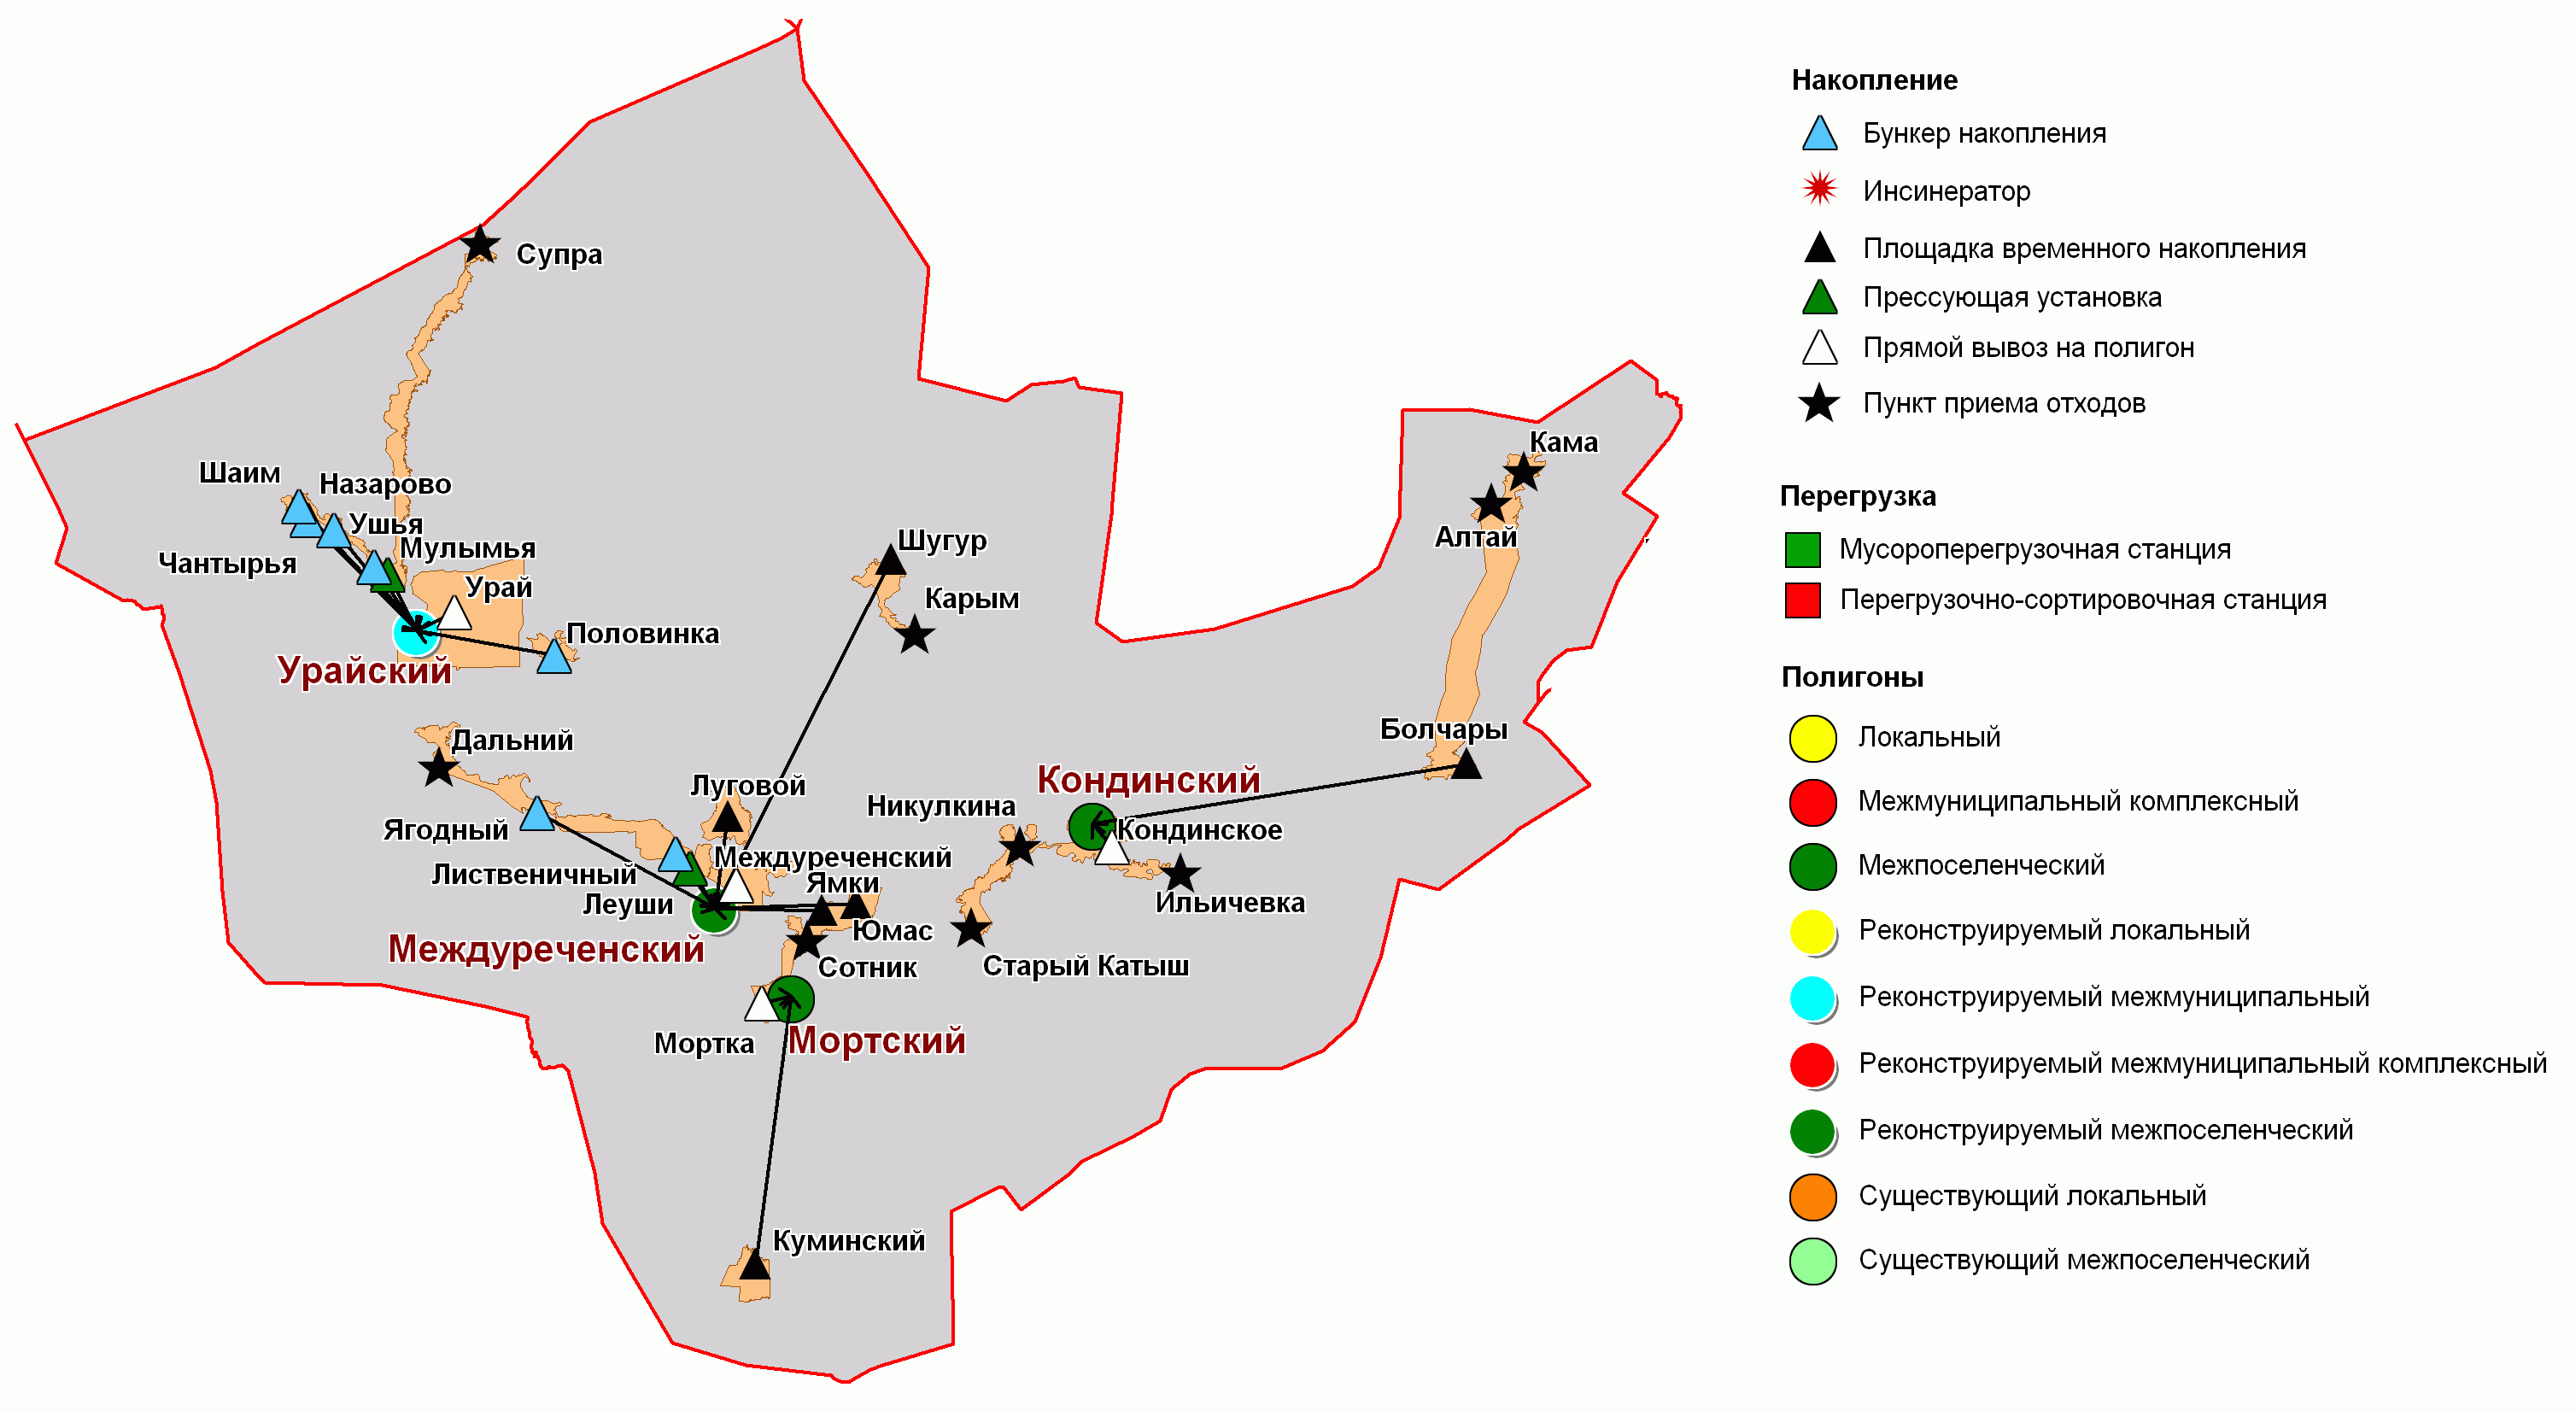 Супра
Шаим
Назарово
Ушья
Мулымья
Чантырья
Урай
Половинка
Урайский
Шугур
Карым
Кама
Алтай
Болчары
Дальний
Луговой
Ягодный
Лиственичный
Леуши
Междуреченский
Ямки
Юмас
Междуреченский
Сотник
Мортка
Мортский
Куминский
Кондинский
Никулкина
Кондинское
Ильичевка
Старый Катыш
Накопление
Бункер накопления
Инсинератор
Площадка временного накопления
Прессующая установка
Прямой вывоз на полигон
Пункт приема отходов
Перегрузка
Мусороперегрузочная станция
Перегрузочно-сортировочная станция
Полигоны
Локальный
Межмуниципальный комплексный
Межпоселенческий
Реконструируемый локальный
Реконструируемый межмуниципальный
Реконструируемый межмуниципальный комплексный
Реконструируемый межпоселенческий
Существующий локальный
Существующий межпоселенческий